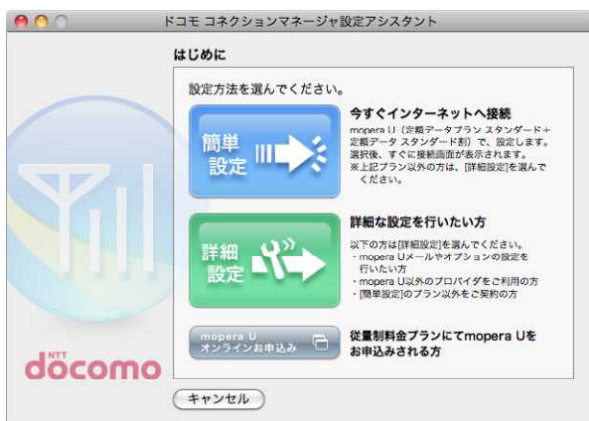 ドコモ コネクションマネージャ設定アシスタント
はじめに
設定方法を選んでください。
簡単
設定
今すぐインターネットへ接続
mopera U（定額データプラン スタンダード＋
定額データ スタンダード割）で、設定します。
選択後、すぐに接続画面が表示されます。
※上記プラン以外の方は、[詳細設定]を選んで
ください。
詳細
設定
詳細な設定を行いたい方
以下の方は[詳細設定]を選んでください。
・mopera Uメールやオプションの設定を
行いたい方
・mopera U以外のプロバイダをご利用の方
・[簡単設定]のプラン以外をご契約の方
mopera U
オンラインお申込み
従量制料金プランにてmopera Uを
お申込みされる方
NTT
döcomo
キャンセル